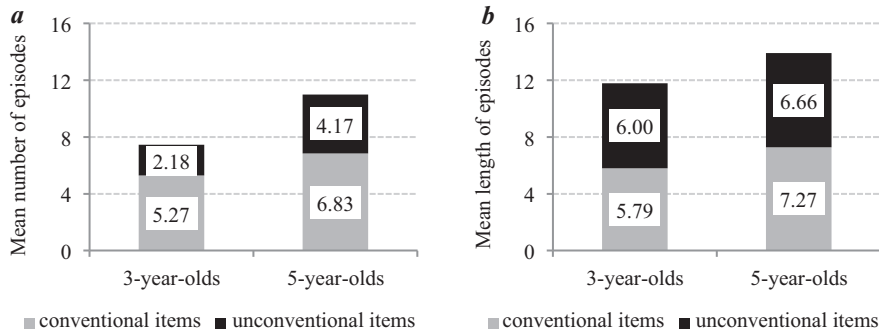 a
16
12
8
4
0
Mean number of episodes
2.18
5.27
4.17
6.83
3-year-olds
5-year-olds
conventional items
unconventional items
b
16
12
8
4
0
Mean length of episodes
6.00
5.79
6.66
7.27
3-year-olds
5-year-olds
conventional items
unconventional items